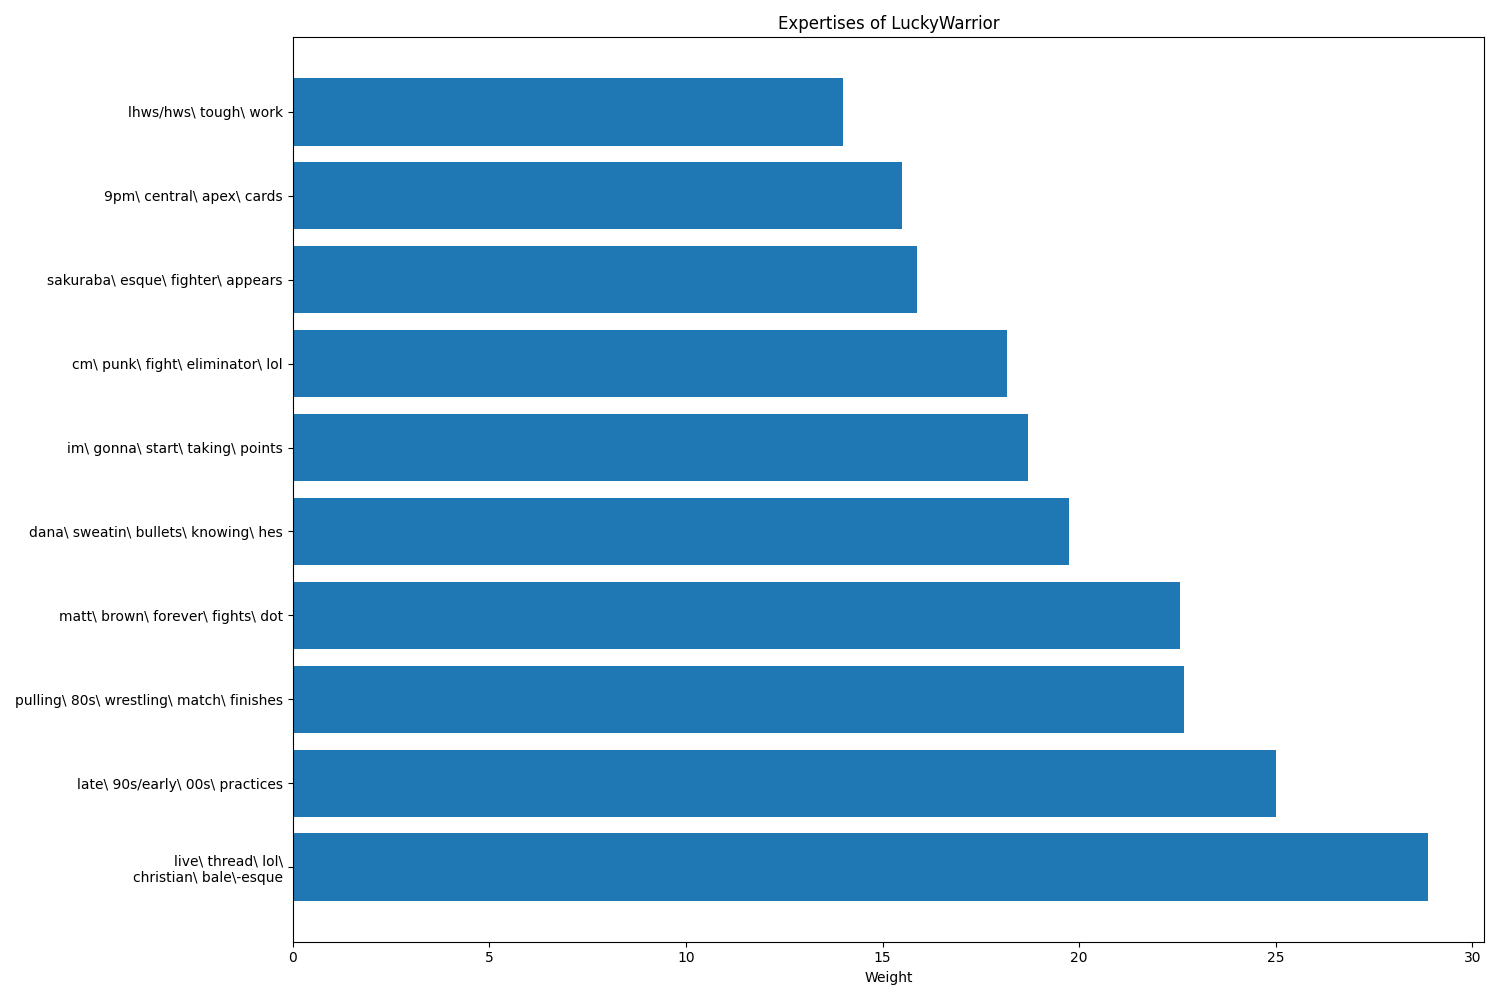 Expertises of LuckyWarrior
lhws/hws\ tough\ work
9pm\ central\ apex\ cards
sakuraba\ esque\ fighter\ appears
cm\ punk\ fight\ eliminator\ lol
im\ gonna\ start\ taking\ points
dana\ sweatin\ bullets\ knowing\ hes
matt\ brown\ forever\ fights\ dot
pulling\ 80s\ wrestling\ match\ finishes
late\ 90s/early\ 00s\ practices
live\ thread\ lol\
christian\ bale\-esque
0 5 10 15 20 25 30
Weight